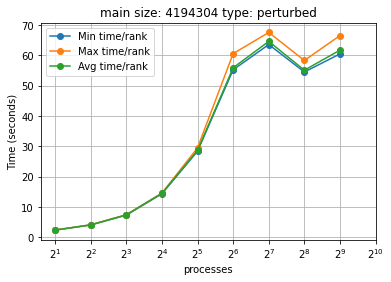 main size: 4194304 type: perturbed
Min time/rank
Max time/rank
Avg time/rank
Time (seconds)
70
60
50
40
30
20
10
0
2^1 2^2 2^3 2^4 2^5 2^6 2^7 2^8 2^9 2^10
processes